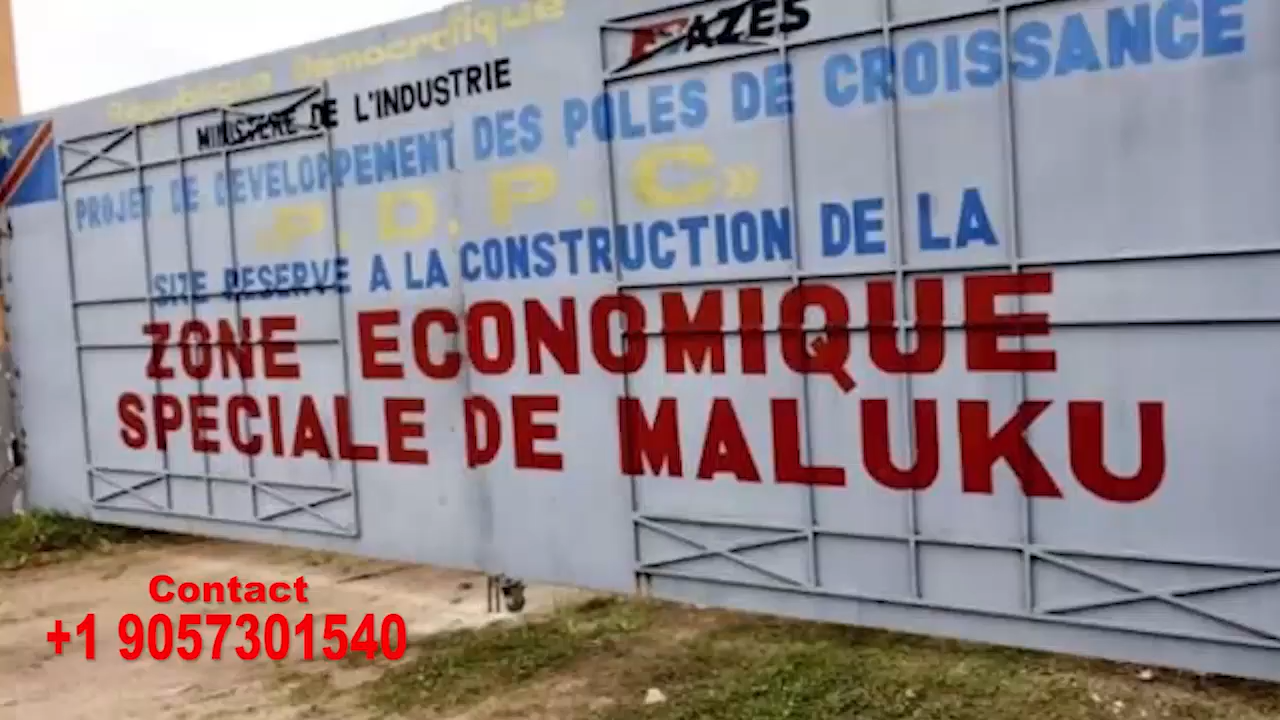 République Démocratique
AZES
MINISTERE DE L'INDUSTRIE
PROJET DE DEVELOPPEMENT DES POLES DE CROISSANCE
«P.D.P.C»
SITE RESERVE A LA CONSTRUCTION DE LA
ZONE ECONOMIQUE
SPECIALE DE MALUKU
Contact
+1 9057301540